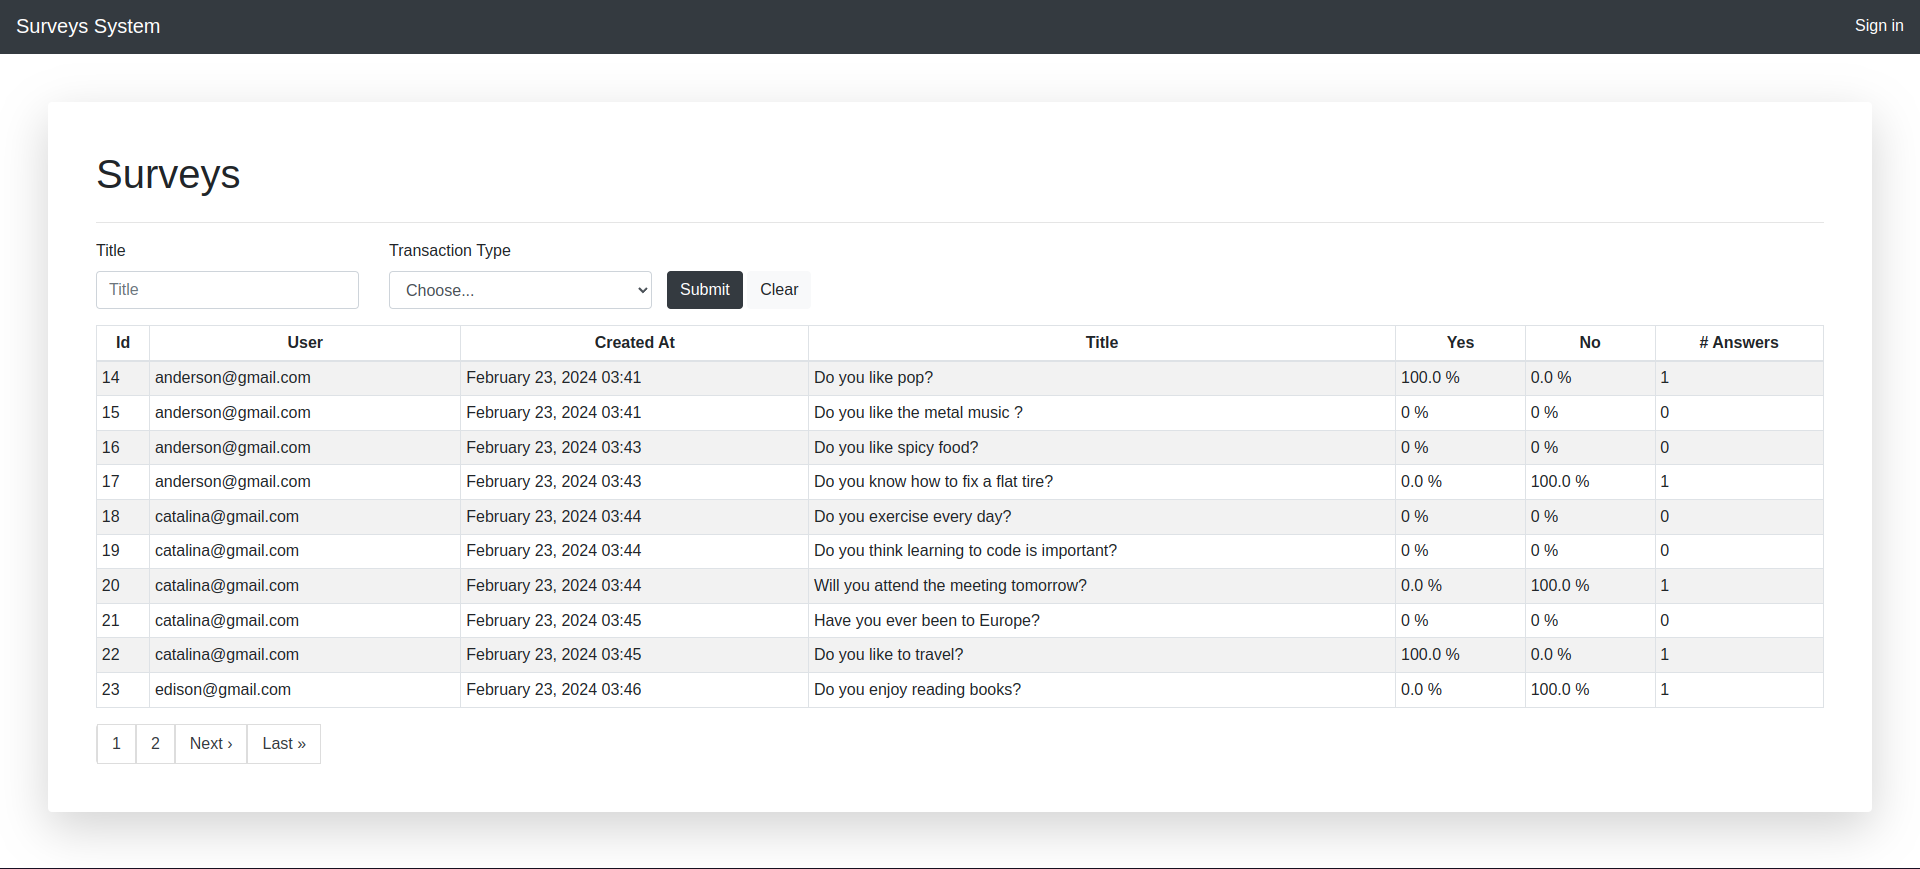 Surveys System
Sign in
Surveys
Title
Transaction Type
Title
Choose...
Submit
Clear
Id User Created At Title Yes No # Answers
14 anderson@gmail.com February 23, 2024 03:41 Do you like pop? 100.0 % 0.0 % 1
15 anderson@gmail.com February 23, 2024 03:41 Do you like the metal music ? 0 % 0 % 0
16 anderson@gmail.com February 23, 2024 03:43 Do you like spicy food? 0 % 0 % 0
17 anderson@gmail.com February 23, 2024 03:43 Do you know how to fix a flat tire? 0.0 % 100.0 % 1
18 catalina@gmail.com February 23, 2024 03:44 Do you exercise every day? 0 % 0 % 0
19 catalina@gmail.com February 23, 2024 03:44 Do you think learning to code is important? 0 % 0 % 0
20 catalina@gmail.com February 23, 2024 03:44 Will you attend the meeting tomorrow? 0.0 % 100.0 % 1
21 catalina@gmail.com February 23, 2024 03:45 Have you ever been to Europe? 0 % 0 % 0
22 catalina@gmail.com February 23, 2024 03:45 Do you like to travel? 100.0 % 0.0 % 1
23 edison@gmail.com February 23, 2024 03:46 Do you enjoy reading books? 0.0 % 100.0 % 1
1 2 Next › Last »